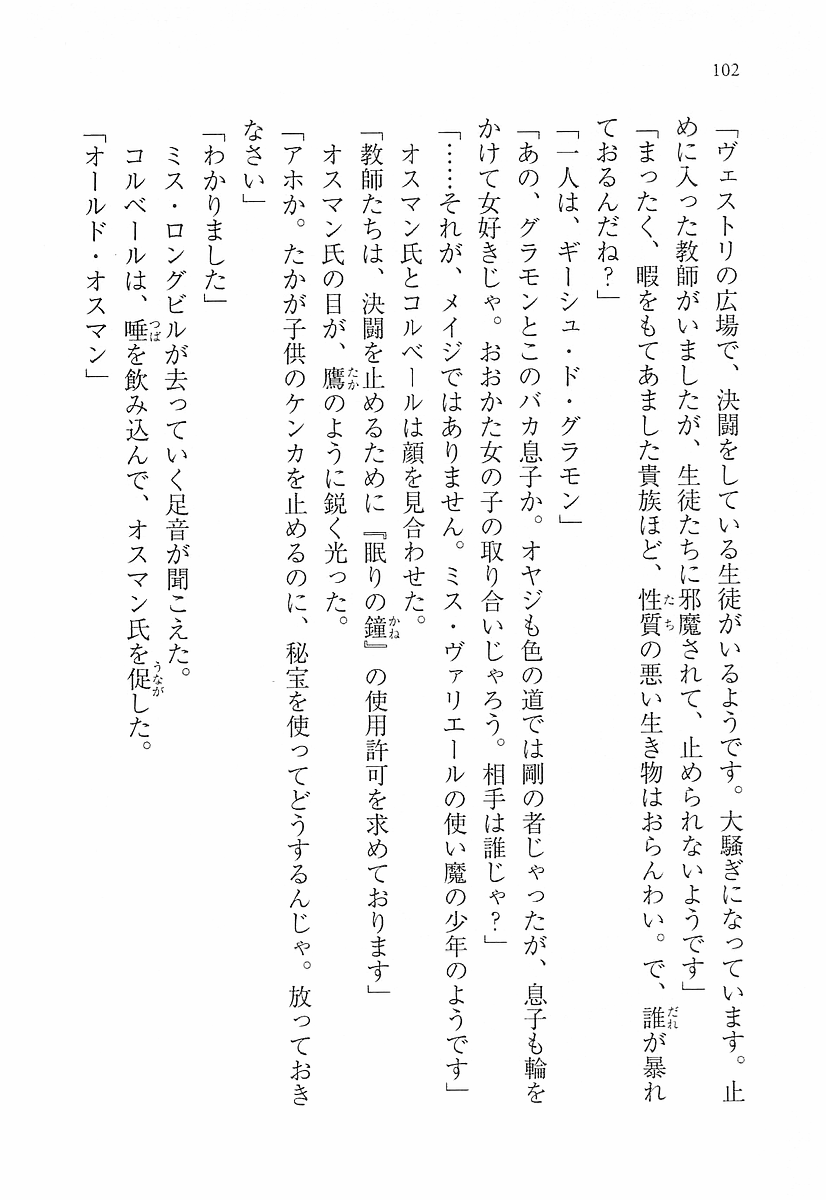 102
「ヴェストリの広場で、決闘をしている生徒がいるようです。大騒ぎになっています。止
めに入った教師がいましたが、生徒たちに邪魔されて、止められないようです」
「まったく、暇をもてあました貴族ほど、性質の悪い生き物はおらんわい。で、誰が暴れ
ておるんだね？」
「一人は、ギーシュ・ド・グラモン」
「あの、グラモンとこのバカ息子か。オヤジも色の道では剛の者じゃったが、息子も輪を
かけて女好きじゃ。おおかた女の子の取り合いじゃろう。相手は誰じゃ？」
「……それが、メイジではありません。ミス・ヴァリエールの使い魔の少年のようです」
オスマン氏とコルベールは顔を見合わせた。
「教師たちは、決闘を止めるために『眠りの鐘』の使用許可を求めております」
オスマン氏の目が、鷹のように鋭く光った。
「アホか。たかが子供のケンカを止めるのに、秘宝を使ってどうするんじゃ。放っておき
なさい」
「わかりました」
ミス・ロングビルが去っていく足音が聞こえた。
コルベールは、唾を飲み込んで、オスマン氏を促した。
「オールド・オスマン」